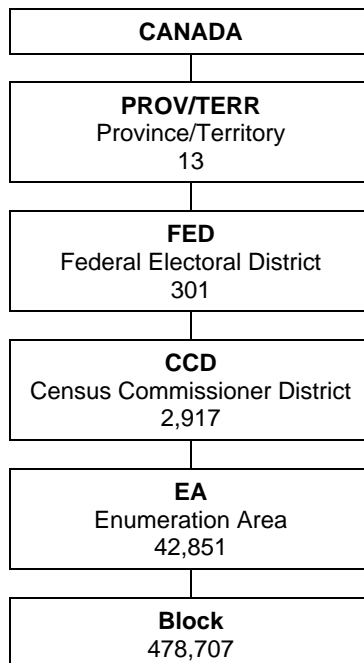 CANADA
PROV/TERR
Province/Territory
13
FED
Federal Electoral District
301
CCD
Census Commissioner District
2,917
EA
Enumeration Area
42,851
Block
478,707